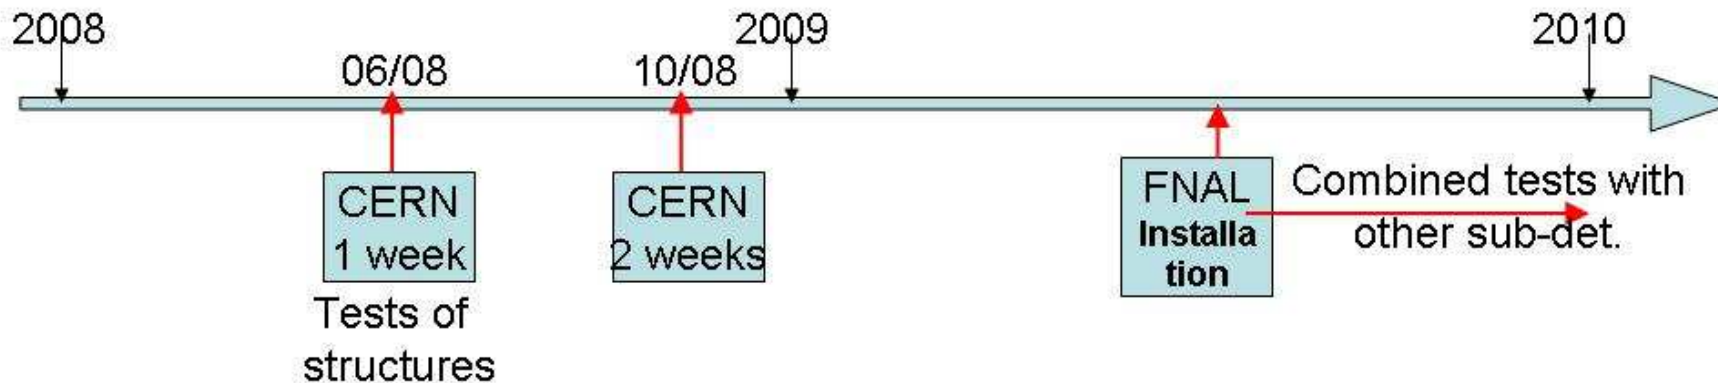 2008
2009
2010
06/08
10/08
CERN
1 week
Tests of
structures
CERN
2 weeks
FNAL
Installa
tion
Combined tests with
other sub-det.